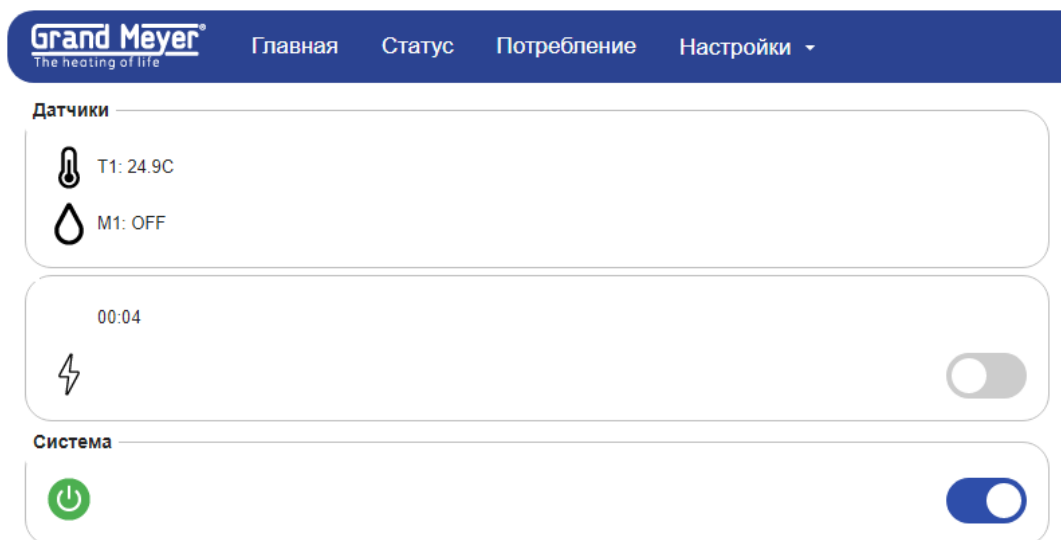 Grand Meyer®
The heating of life
Главная Статус Потребление Настройки
Датчики
T1: 24.9C
M1: OFF
00:04
Система